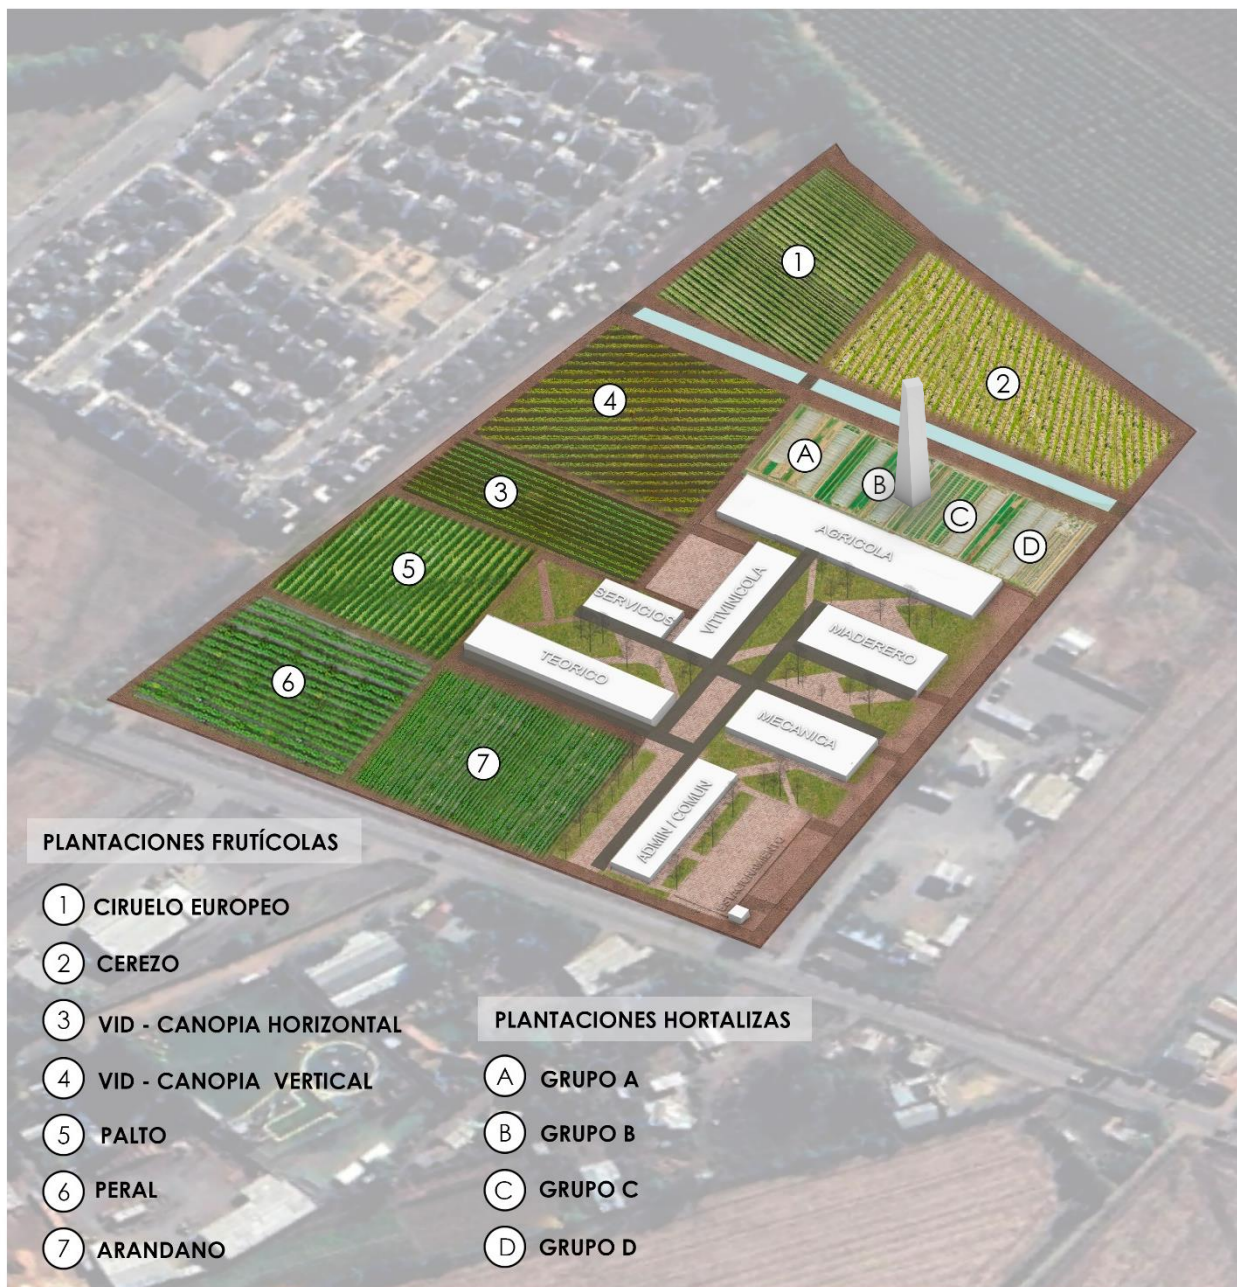 1
2
4
A
3
B
C
D
AGRICOLA
5
VITIVINICOLA
SERVICIOS
MADERERO
TEORICO
6
MECANICA
7
ADMIN / COMUN
ESTACIONAMIENTO
PLANTACIONES FRUTÍCOLAS
1 CIRUELO EUROPEO
2 CEREZO
3 VID - CANOPIA HORIZONTAL
4 VID - CANOPIA VERTICAL
5 PALTO
6 PERAL
7 ARANDANO
PLANTACIONES HORTALIZAS
A GRUPO A
B GRUPO B
C GRUPO C
D GRUPO D